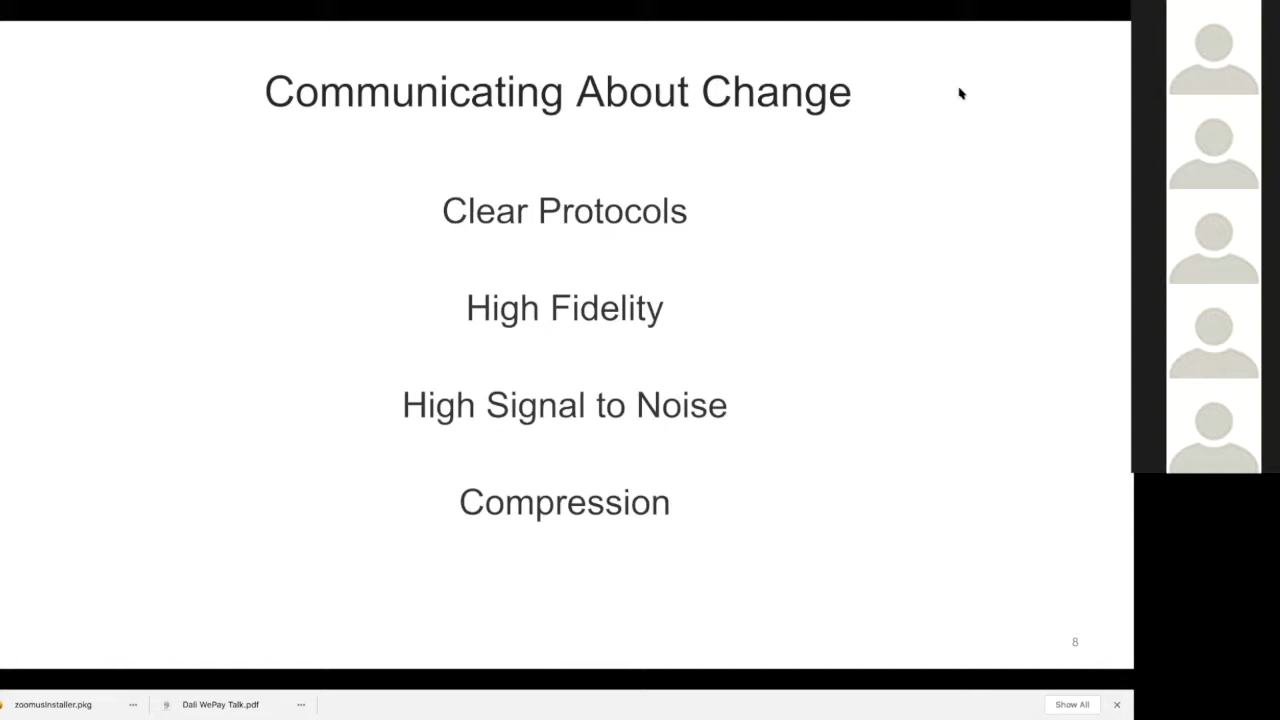 Communicating About Change
Clear Protocols
High Fidelity
High Signal to Noise
Compression
8
zoomusInstaller.pkg
Dali WePay Talk.pdf
Show All